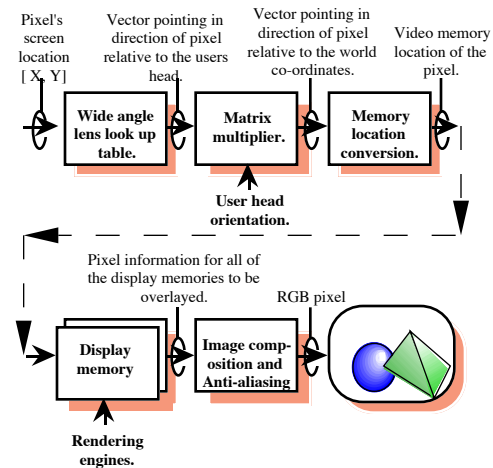 Pixel's
screen
location
[ X, Y]
Vector pointing in
direction of pixel
relative to the users
head.
Vector pointing in
direction of pixel
relative to the world
co-ordinates.
Video memory
location of the
pixel.
Wide angle
lens look up
table.
Matrix
multiplier.
Memory
location
conversion.
User head
orientation.
Pixel information for all of
the display memories to be
overlayed.
RGB pixel
Display
memory
Image comp-
osition and
Anti-aliasing
Rendering
engines.